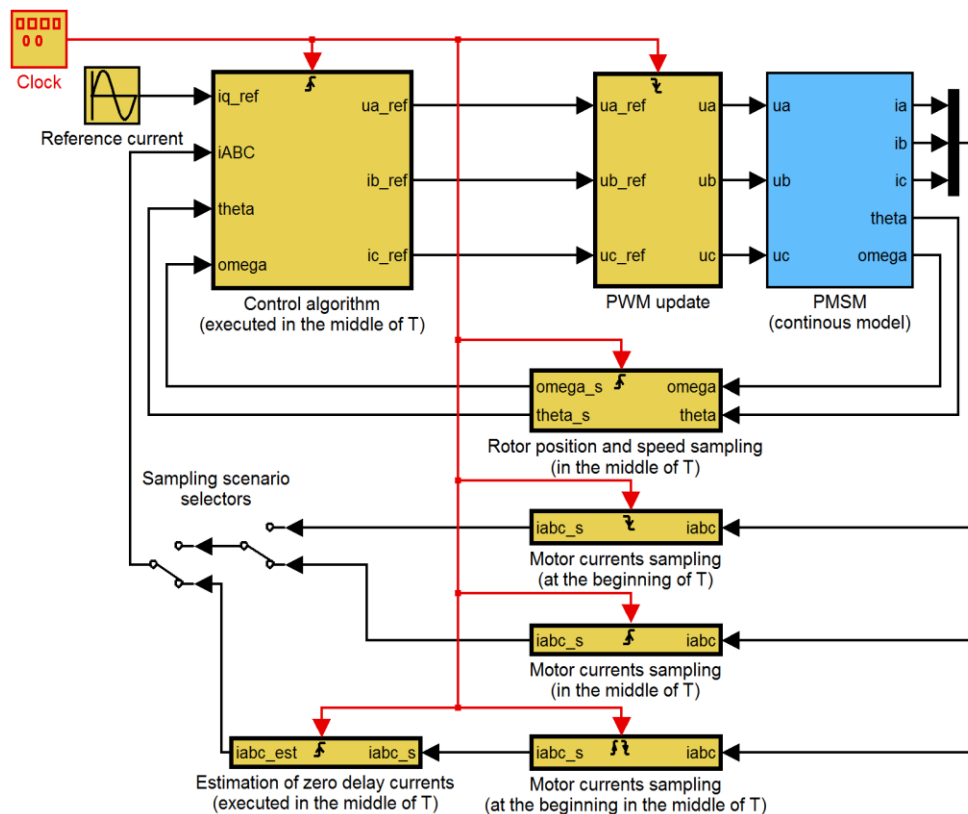 Clock
Reference current
iq_ref
iABC
theta
omega
ua_ref
ib_ref
ic_ref
Control algorithm
(executed in the middle of T)
ua_ref
ub_ref
uc_ref
ua
ub
uc
PWM update
ua
ub
uc
ia
ib
ic
theta
omega
PMSM
(continous model)
omega_s
theta_s
omega
theta
Rotor position and speed sampling
(in the middle of T)
Sampling scenario
selectors
iabc_s
iabc
Motor currents sampling
(at the beginning of T)
iabc_s
iabc
Motor currents sampling
(in the middle of T)
iabc_est
iabc_s
Estimation of zero delay currents
(executed in the middle of T)
iabc_s
iabc
Motor currents sampling
(at the beginning in the middle of T)